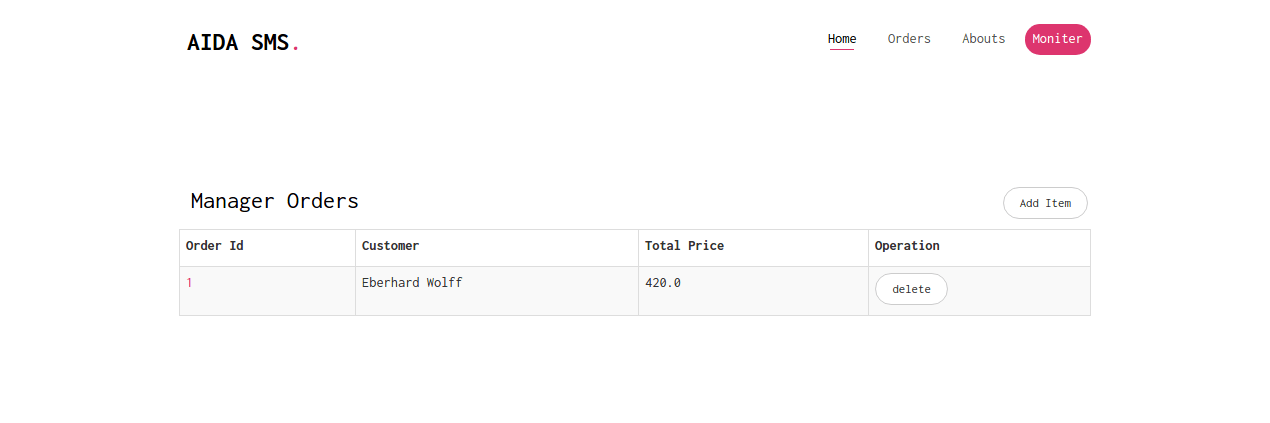 AIDA SMS.
Home Orders Abouts Moniter
Manager Orders
Add Item
Order Id Customer Total Price Operation
1 Eberhard Wolff 420.0 delete